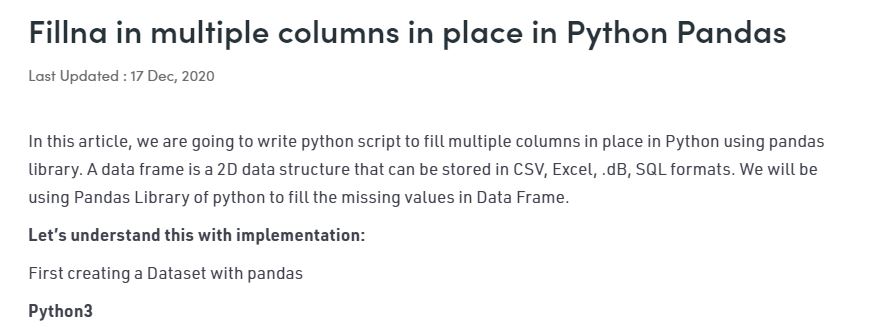 Fillna in multiple columns in place in Python Pandas
Last Updated : 17 Dec, 2020
In this article, we are going to write python script to fill multiple columns in place in Python using pandas
library. A data frame is a 2D data structure that can be stored in CSV, Excel, .dB, SQL formats. We will be
using Pandas Library of python to fill the missing values in Data Frame.
Let’s understand this with implementation:
First creating a Dataset with pandas
Python3